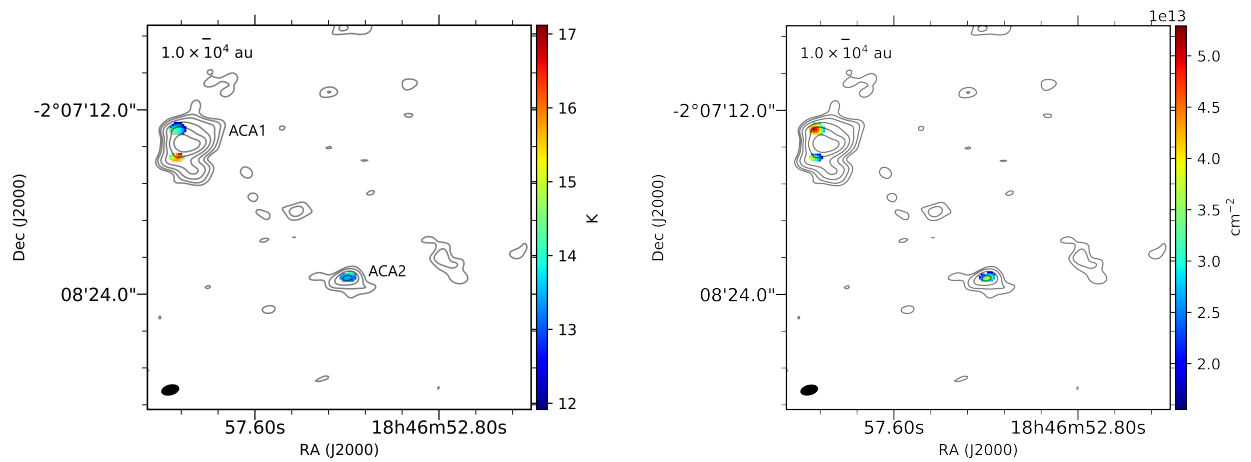 1.0 × 10⁴ au
ACA1
ACA2
-2°07'12.0"
08'24.0"
57.60s
18h46m52.80s
RA (J2000)
Dec (J2000)
17
16
15
14
13
12
K
1e13
1.0 × 10⁴ au
-2°07'12.0"
08'24.0"
57.60s
18h46m52.80s
RA (J2000)
Dec (J2000)
5.0
4.5
4.0
3.5
3.0
2.5
2.0
cm⁻²